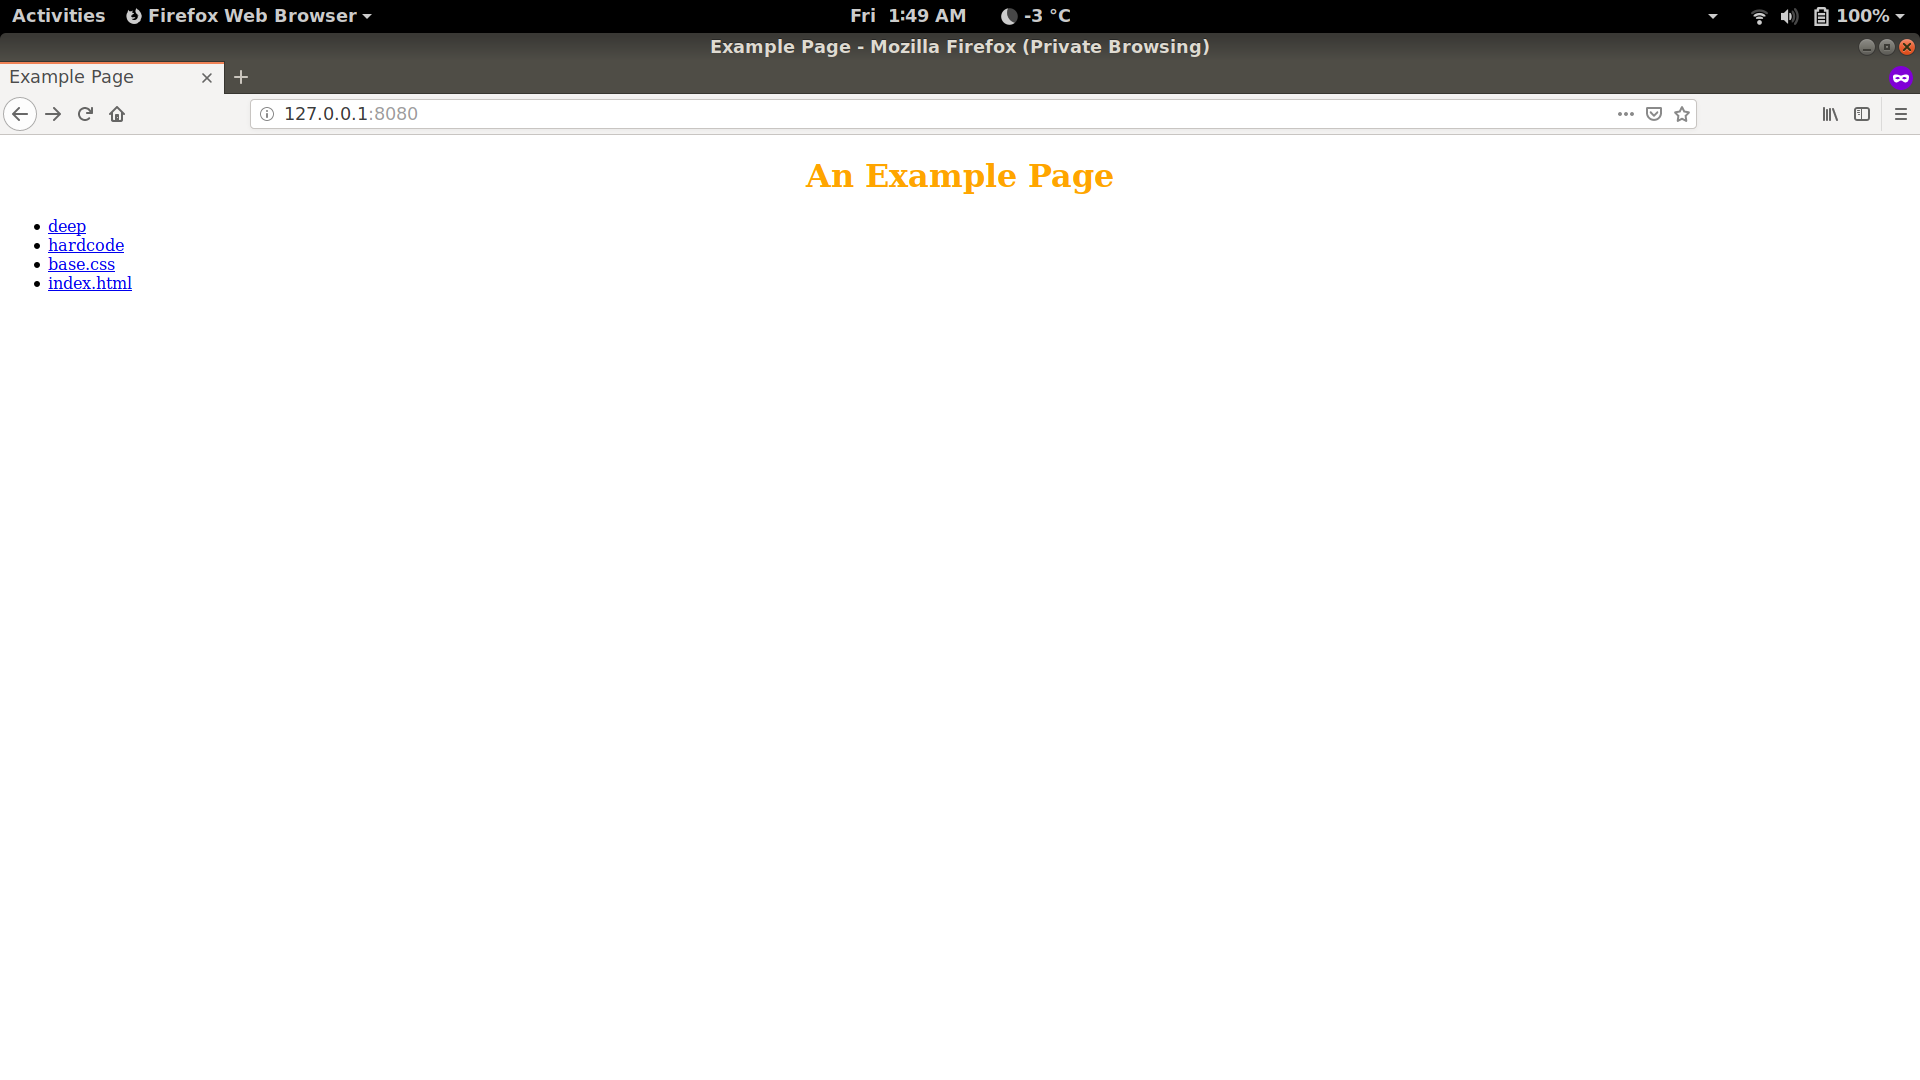 Activities Firefox Web Browser Fri 1:49 AM -3 °C 100%
Example Page - Mozilla Firefox (Private Browsing)
Example Page
127.0.0.1:8080
An Example Page
deep
hardcode
base.css
index.html